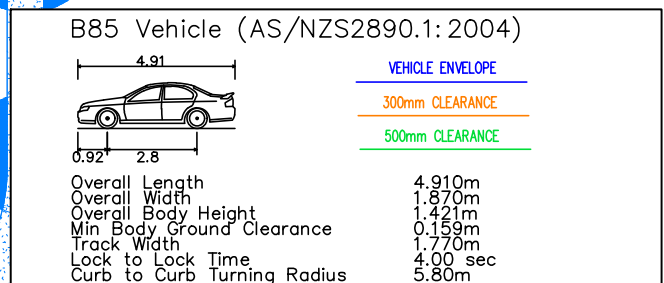 B85 Vehicle (AS/NZS2890.1:2004)
4.91
VEHICLE ENVELOPE
300mm CLEARANCE
500mm CLEARANCE
0.92 2.8
Overall Length 4.910m
Overall Width 1.870m
Overall Body Height 1.421m
Min Body Ground Clearance 0.159m
Track Width 1.770m
Lock to Lock Time 4.00 sec
Curb to Curb Turning Radius 5.80m